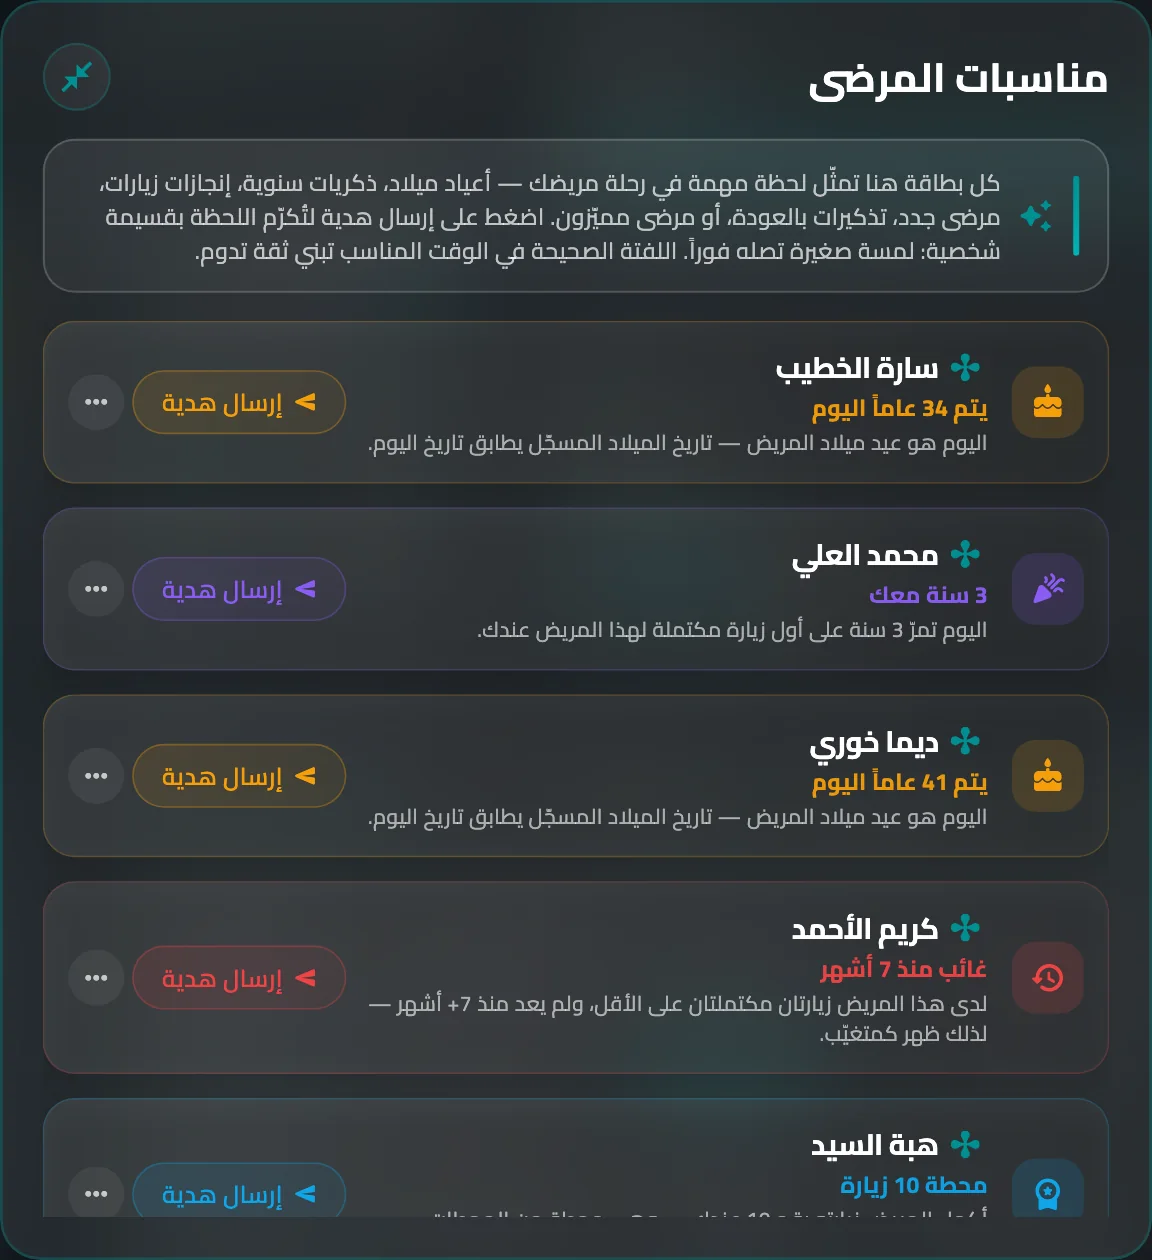 مناسبات المرضى
كل بطاقة هنا تمثّل لحظة مهمة في رحلة مريضك — أعياد ميلاد، ذكريات سنوية، إنجازات زيارات،
مرضى جدد، تذكيرات بالعودة، أو مرضى مميّزون. اضغط على إرسال هدية لتُكرّم اللحظة بقسيمة
شخصية: لمسة صغيرة تصله فوراً. اللفتة الصحيحة في الوقت المناسب تبني ثقة تدوم.
سارة الخطيب
يتم 34 عاماً اليوم
اليوم هو عيد ميلاد المريض — تاريخ الميلاد المسجّل يطابق تاريخ اليوم.
إرسال هدية
محمد العلي
3 سنة معك
اليوم تمرّ 3 سنة على أول زيارة مكتملة لهذا المريض عندك.
إرسال هدية
ديما خوري
يتم 41 عاماً اليوم
اليوم هو عيد ميلاد المريض — تاريخ الميلاد المسجّل يطابق تاريخ اليوم.
إرسال هدية
كريم الأحمد
غائب منذ 7 أشهر
لدى هذا المريض زيارتان مكتملتان على الأقل، ولم يعد منذ 7+ أشهر —
لذلك ظهر كمتغيّب.
إرسال هدية
هبة السيد
محطة 10 زيارة
إرسال هدية